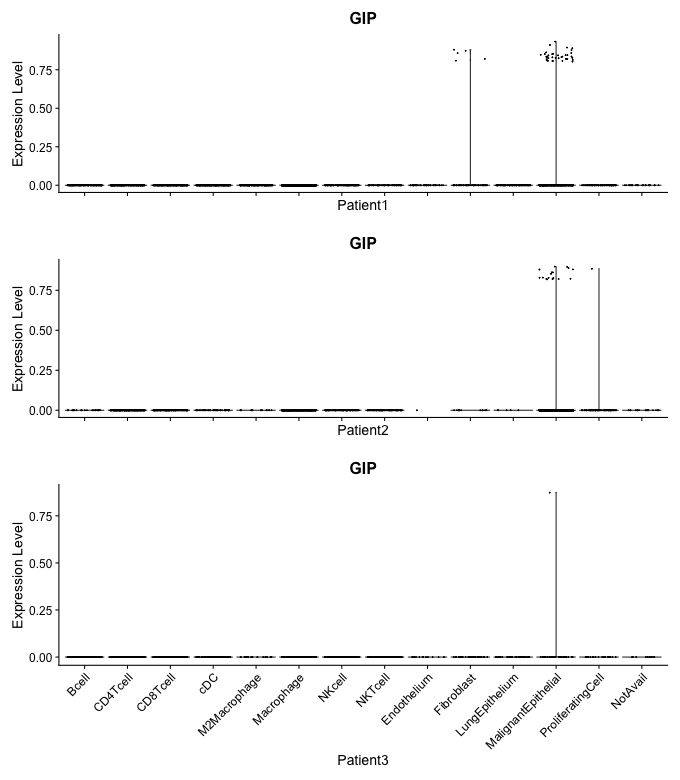 GIP
Expression Level
0.75
0.50
0.25
0.00
Patient1
GIP
Expression Level
0.75
0.50
0.25
0.00
Patient2
GIP
Expression Level
0.75
0.50
0.25
0.00
Bcell
CD4Tcell
CD8Tcell
cDC
M2Macrophage
Macrophage
NKcell
NKTcell
Endothelium
Fibroblast
LungEpithelium
MalignantEpithelial
ProliferatingCell
NotAvail
Patient3